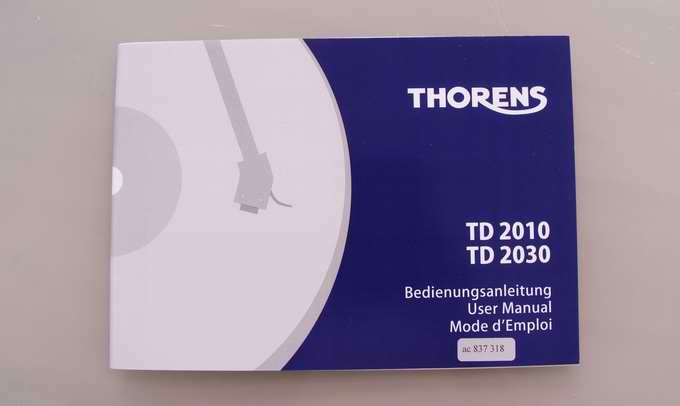 THORENS
TD 2010
TD 2030
Bedienungsanleitung
User Manual
Mode d'Emploi
ac 837 318